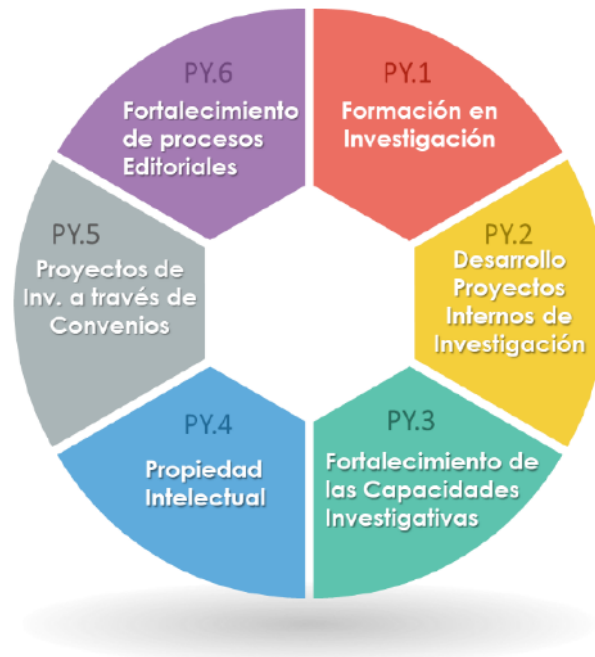 PY.1
Formación en
Investigación
PY.2
Desarrollo
Proyectos
Internos de
Investigación
PY.3
Fortalecimiento de
las Capacidades
Investigativas
PY.4
Propiedad
Intelectual
PY.5
Proyectos de
Inv. a través de
Convenios
PY.6
Fortalecimiento
de procesos
Editoriales